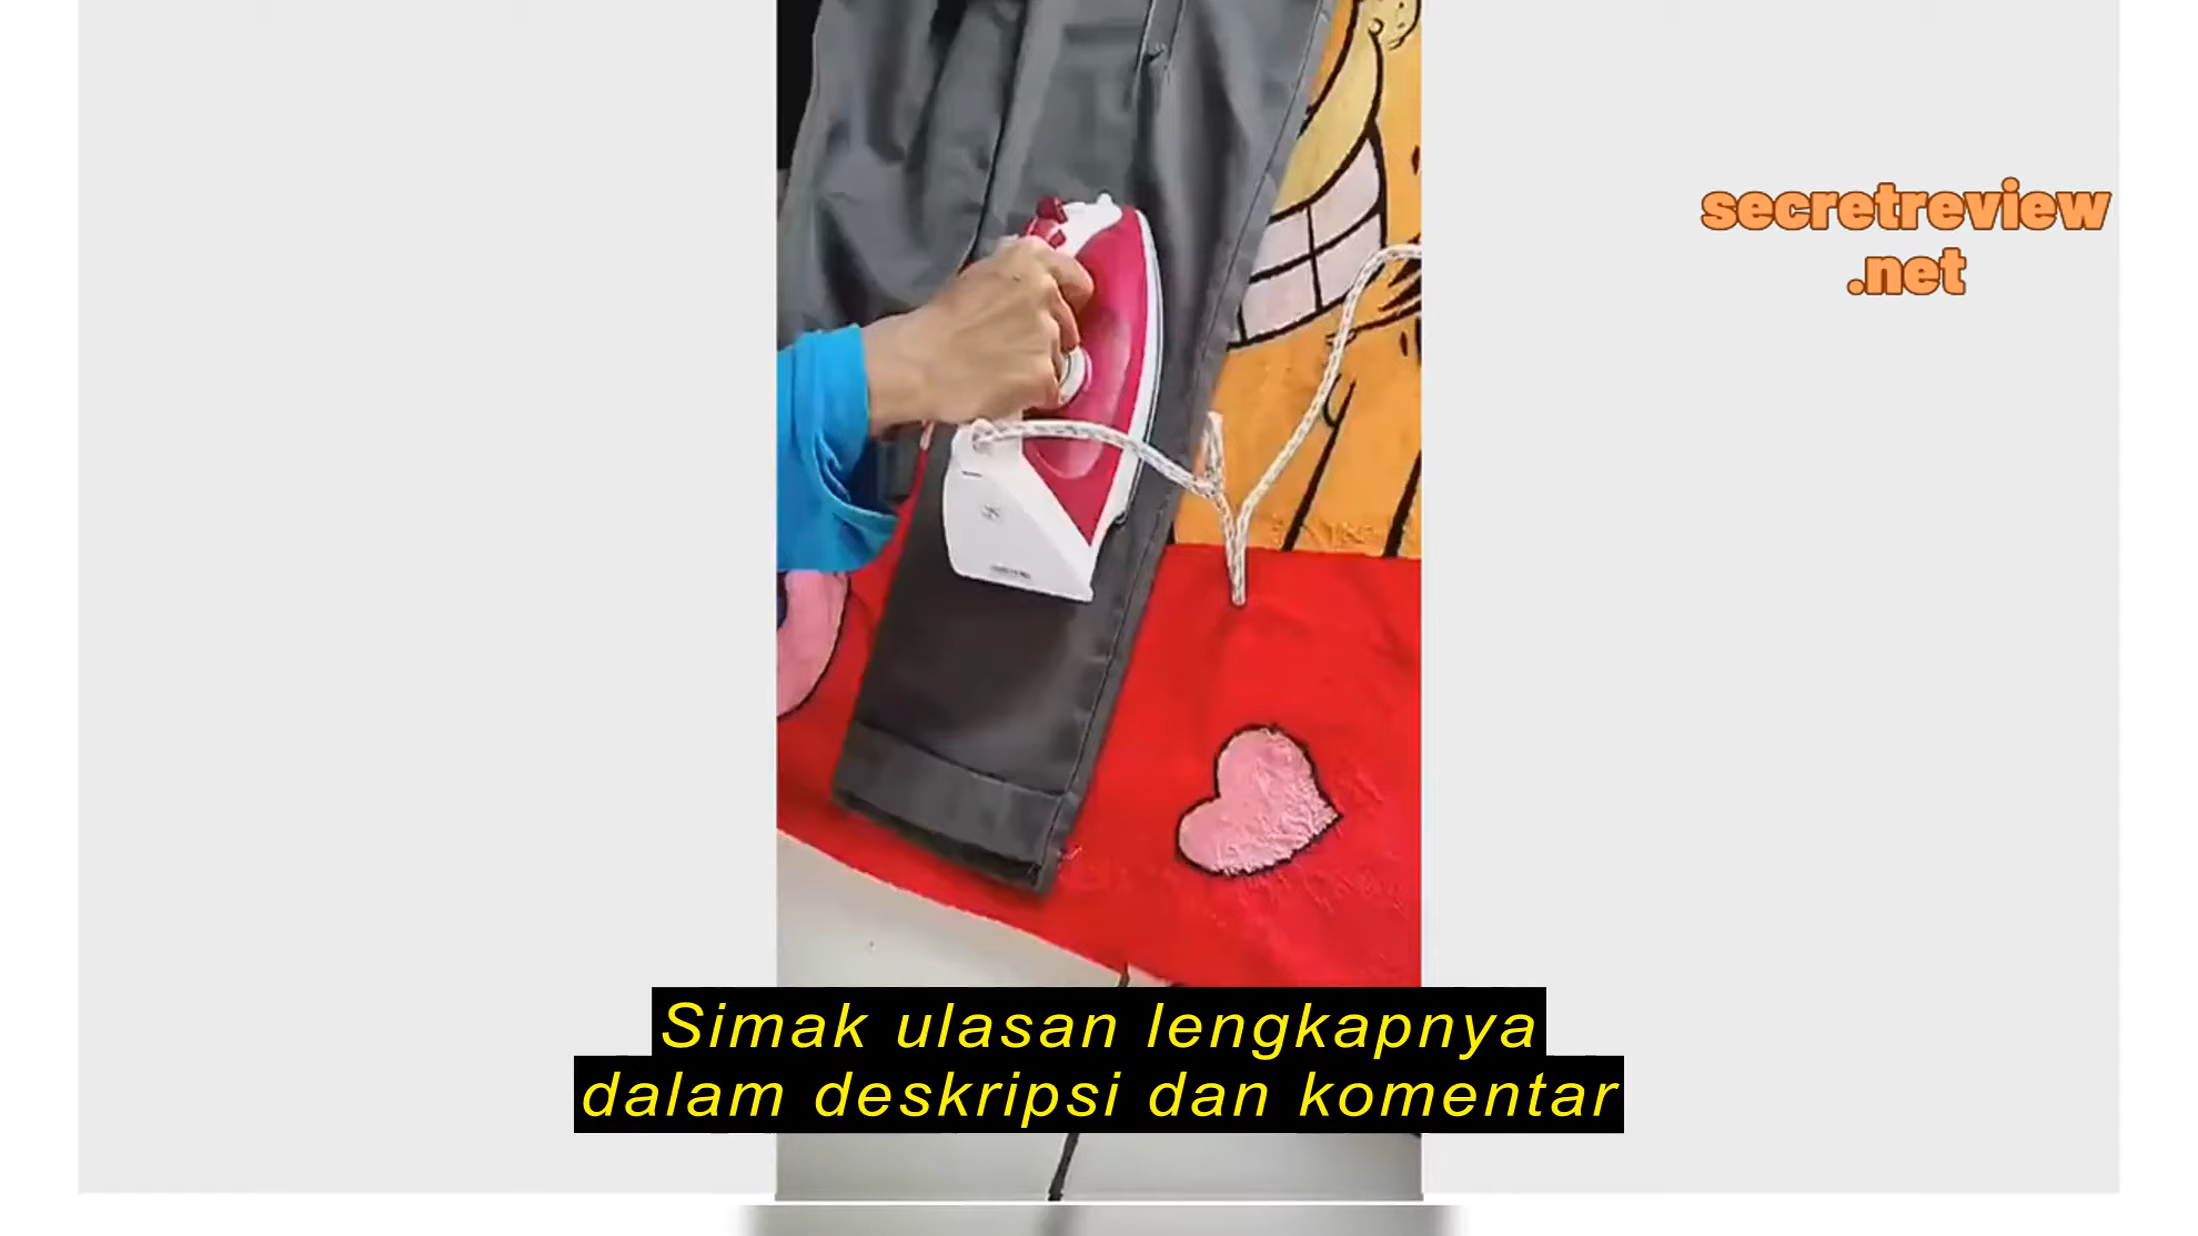 secretreview
.net
Simak ulasan lengkapnya
dalam deskripsi dan komentar